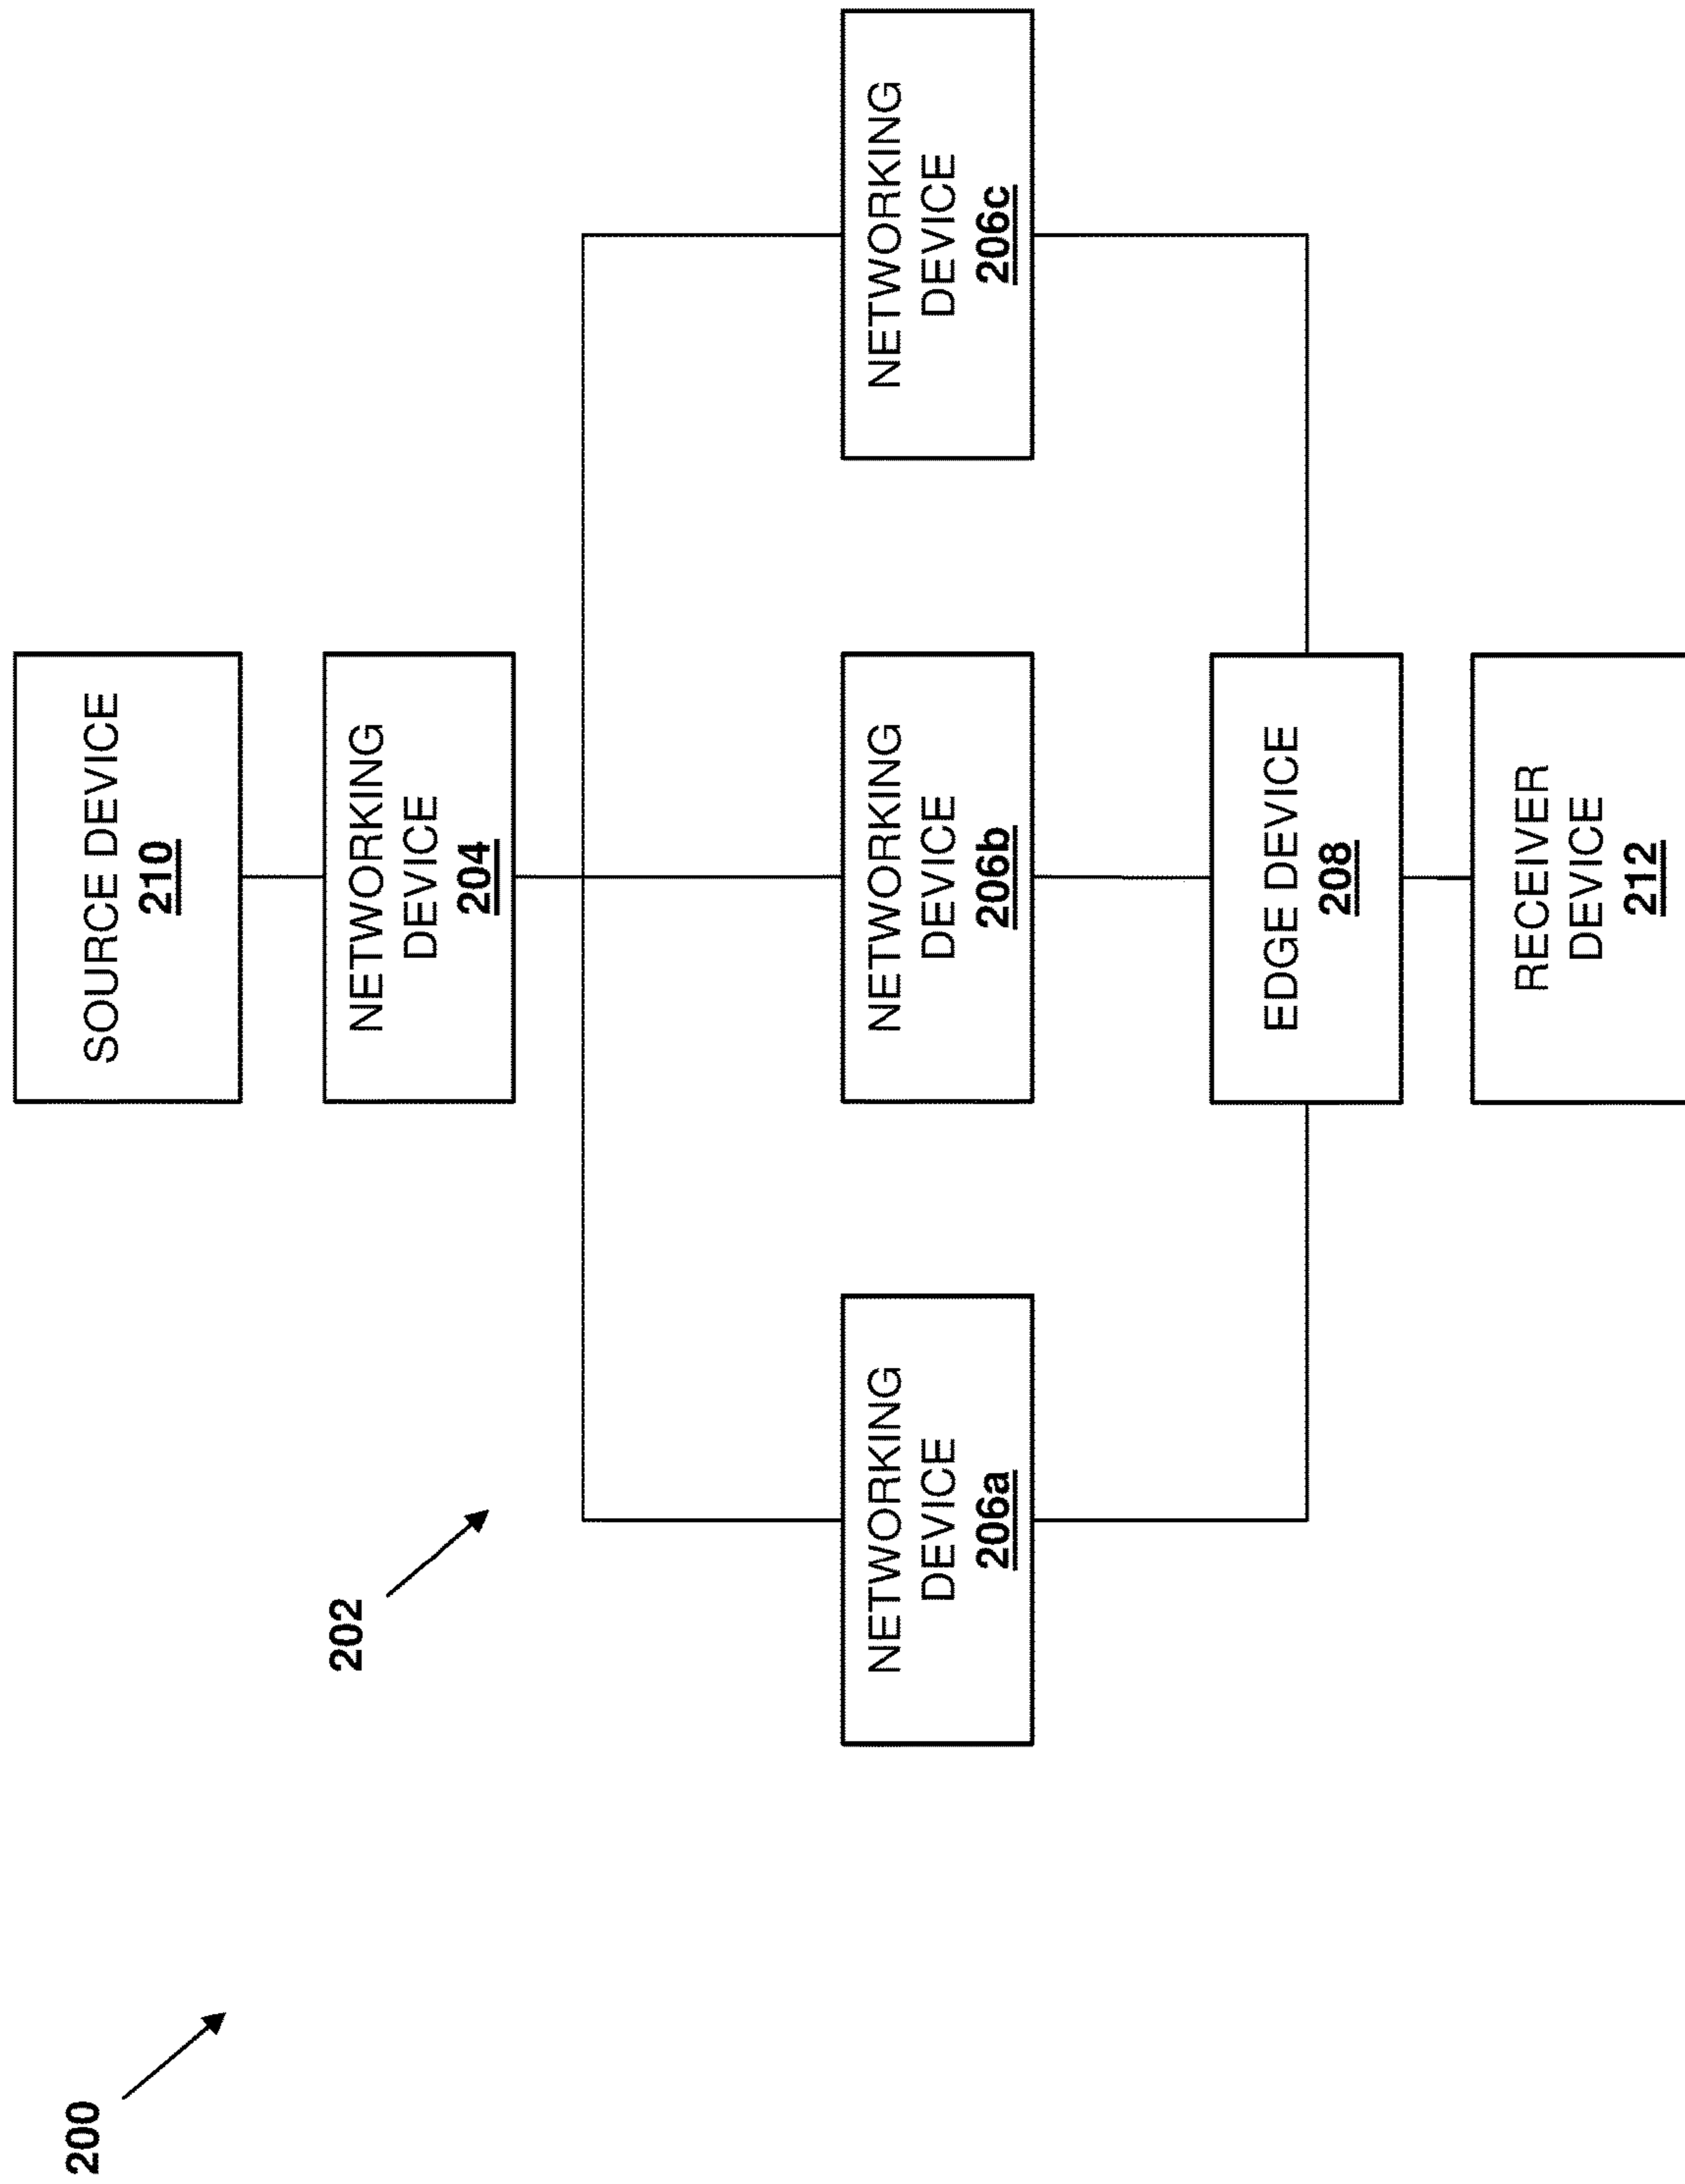 200
SOURCE DEVICE
210
202
NETWORKING
DEVICE
204
NETWORKING
DEVICE
206a
NETWORKING
DEVICE
206b
NETWORKING
DEVICE
206c
EDGE DEVICE
208
RECEIVER
DEVICE
212